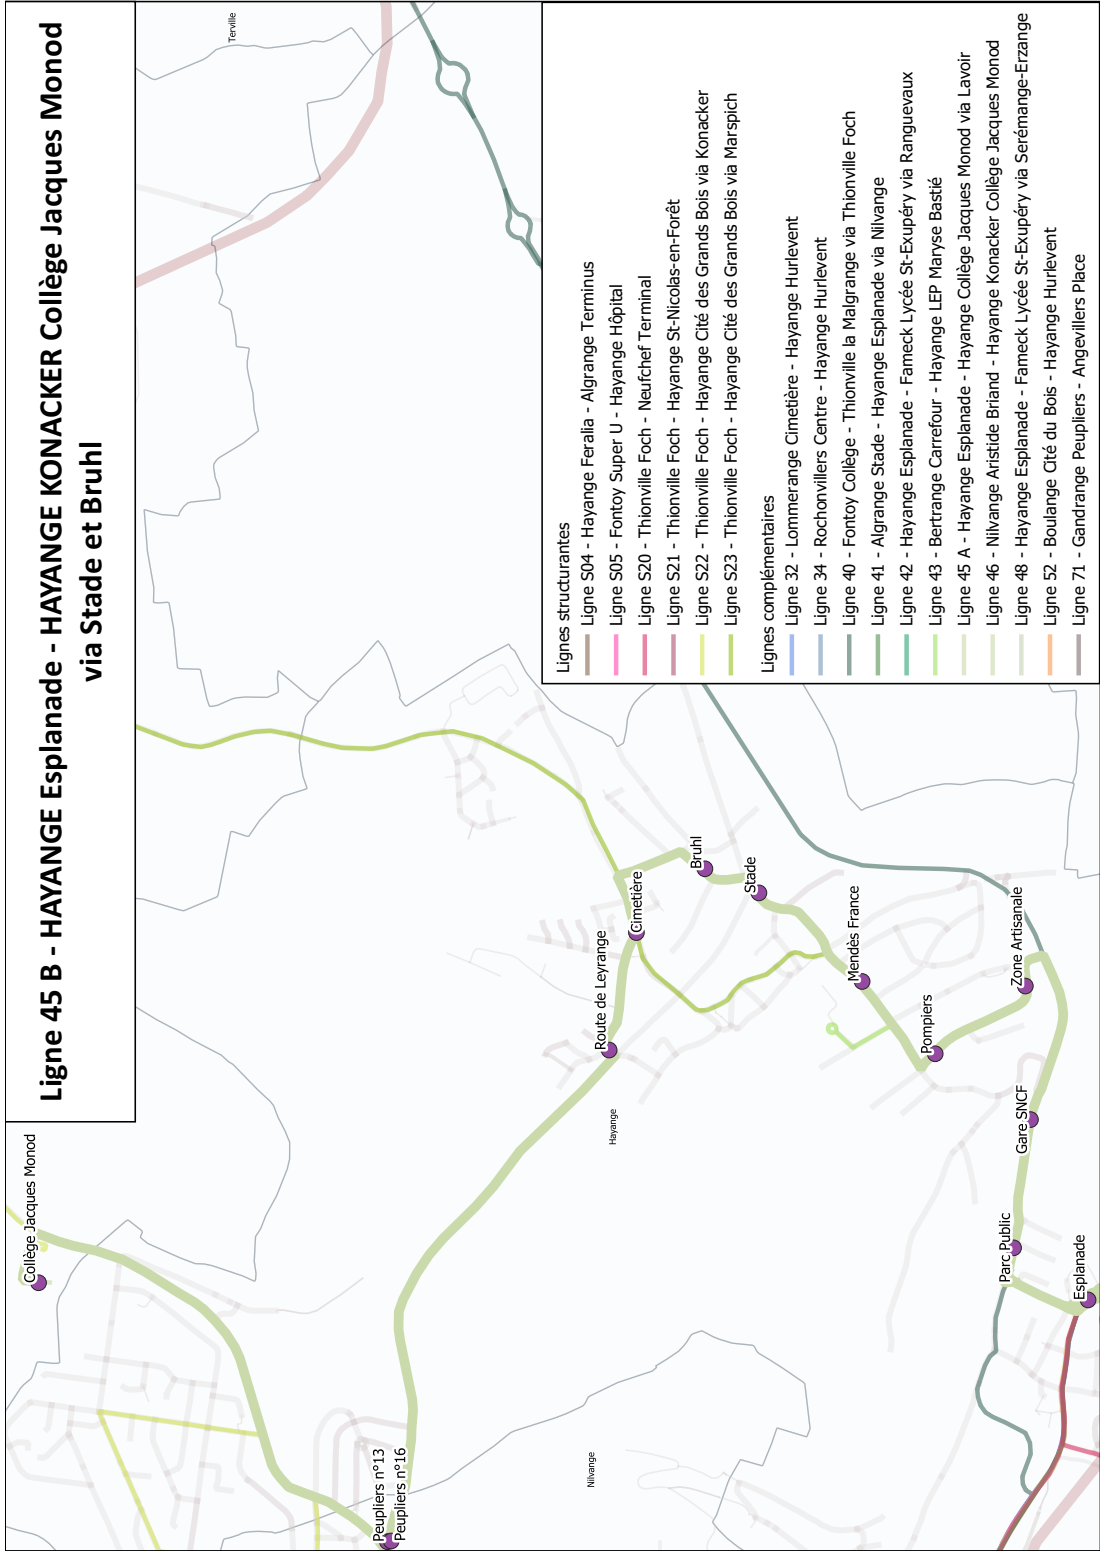 Ligne 45 B - HAYANGE Esplanade - HAYANGE KONACKER Collège Jacques Monod
via Stade et Bruhl
Collège Jacques Monod
Peupliers n°13
Peupliers n°16
Route de Leyrange
Cimetière
Bruhl
Stade
Mendès France
Pompiers
Zone Artisanale
Gare SNCF
Parc Public
Esplanade
Terville
Hayange
Nilvange
Lignes structurantes
Ligne S04 - Hayange Feralia - Algrange Terminus
Ligne S05 - Fontoy Super U - Hayange Hôpital
Ligne S20 - Thionville Foch - Neufchef Terminal
Ligne S21 - Thionville Foch - Hayange St-Nicolas-en-Forêt
Ligne S22 - Thionville Foch - Hayange Cité des Grands Bois via Konacker
Ligne S23 - Thionville Foch - Hayange Cité des Grands Bois via Marspich
Lignes complémentaires
Ligne 32 - Lommerange Cimetière - Hayange Hurlevent
Ligne 34 - Rochonvillers Centre - Hayange Hurlevent
Ligne 40 - Fontoy Collège - Thionville la Malgrange via Thionville Foch
Ligne 41 - Algrange Stade - Hayange Esplanade via Nilvange
Ligne 42 - Hayange Esplanade - Fameck Lycée St-Exupéry via Ranguevaux
Ligne 43 - Bertrange Carrefour - Hayange LEP Maryse Bastié
Ligne 45 A - Hayange Esplanade - Hayange Collège Jacques Monod via Lavoir
Ligne 46 - Nilvange Aristide Briand - Hayange Konacker Collège Jacques Monod
Ligne 48 - Hayange Esplanade - Fameck Lycée St-Exupéry via Serémange-Erzange
Ligne 52 - Boulange Cité du Bois - Hayange Hurlevent
Ligne 71 - Gandrange Peupliers - Angevillers Place